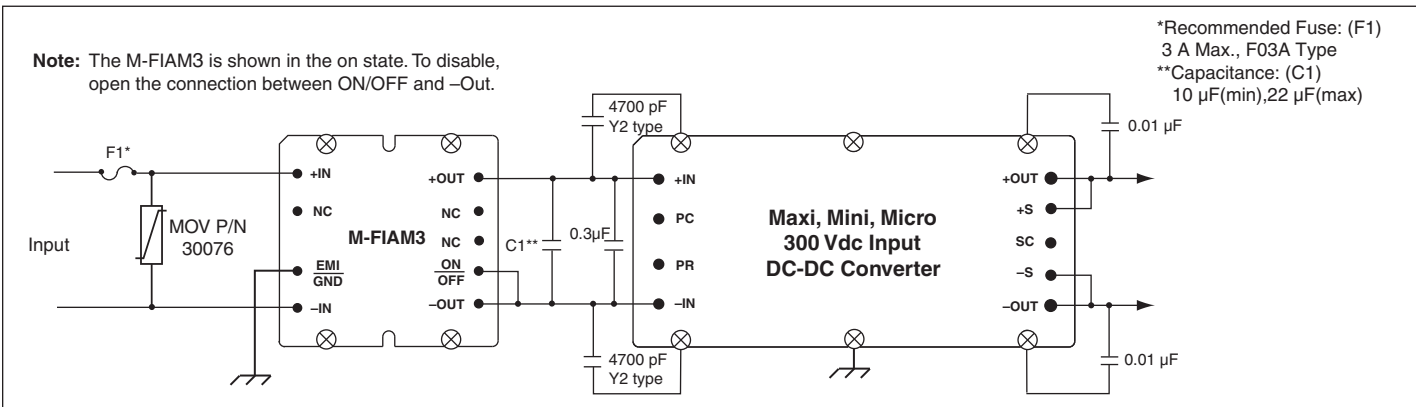 *Recommended Fuse: (F1)
3 A Max., F03A Type
**Capacitance: (C1)
10 µF(min),22 µF(max)
Note: The M-FIAM3 is shown in the on state. To disable,
open the connection between ON/OFF and –Out.
F1*
Input
MOV P/N
30076
+IN
NC
EMI
GND
–IN
M-FIAM3
+OUT
NC
NC
ON
OFF
–OUT
C1**
0.3µF
4700 pF
Y2 type
4700 pF
Y2 type
+IN
PC
PR
–IN
Maxi, Mini, Micro
300 Vdc Input
DC-DC Converter
+OUT
+S
SC
–S
–OUT
0.01 µF
0.01 µF